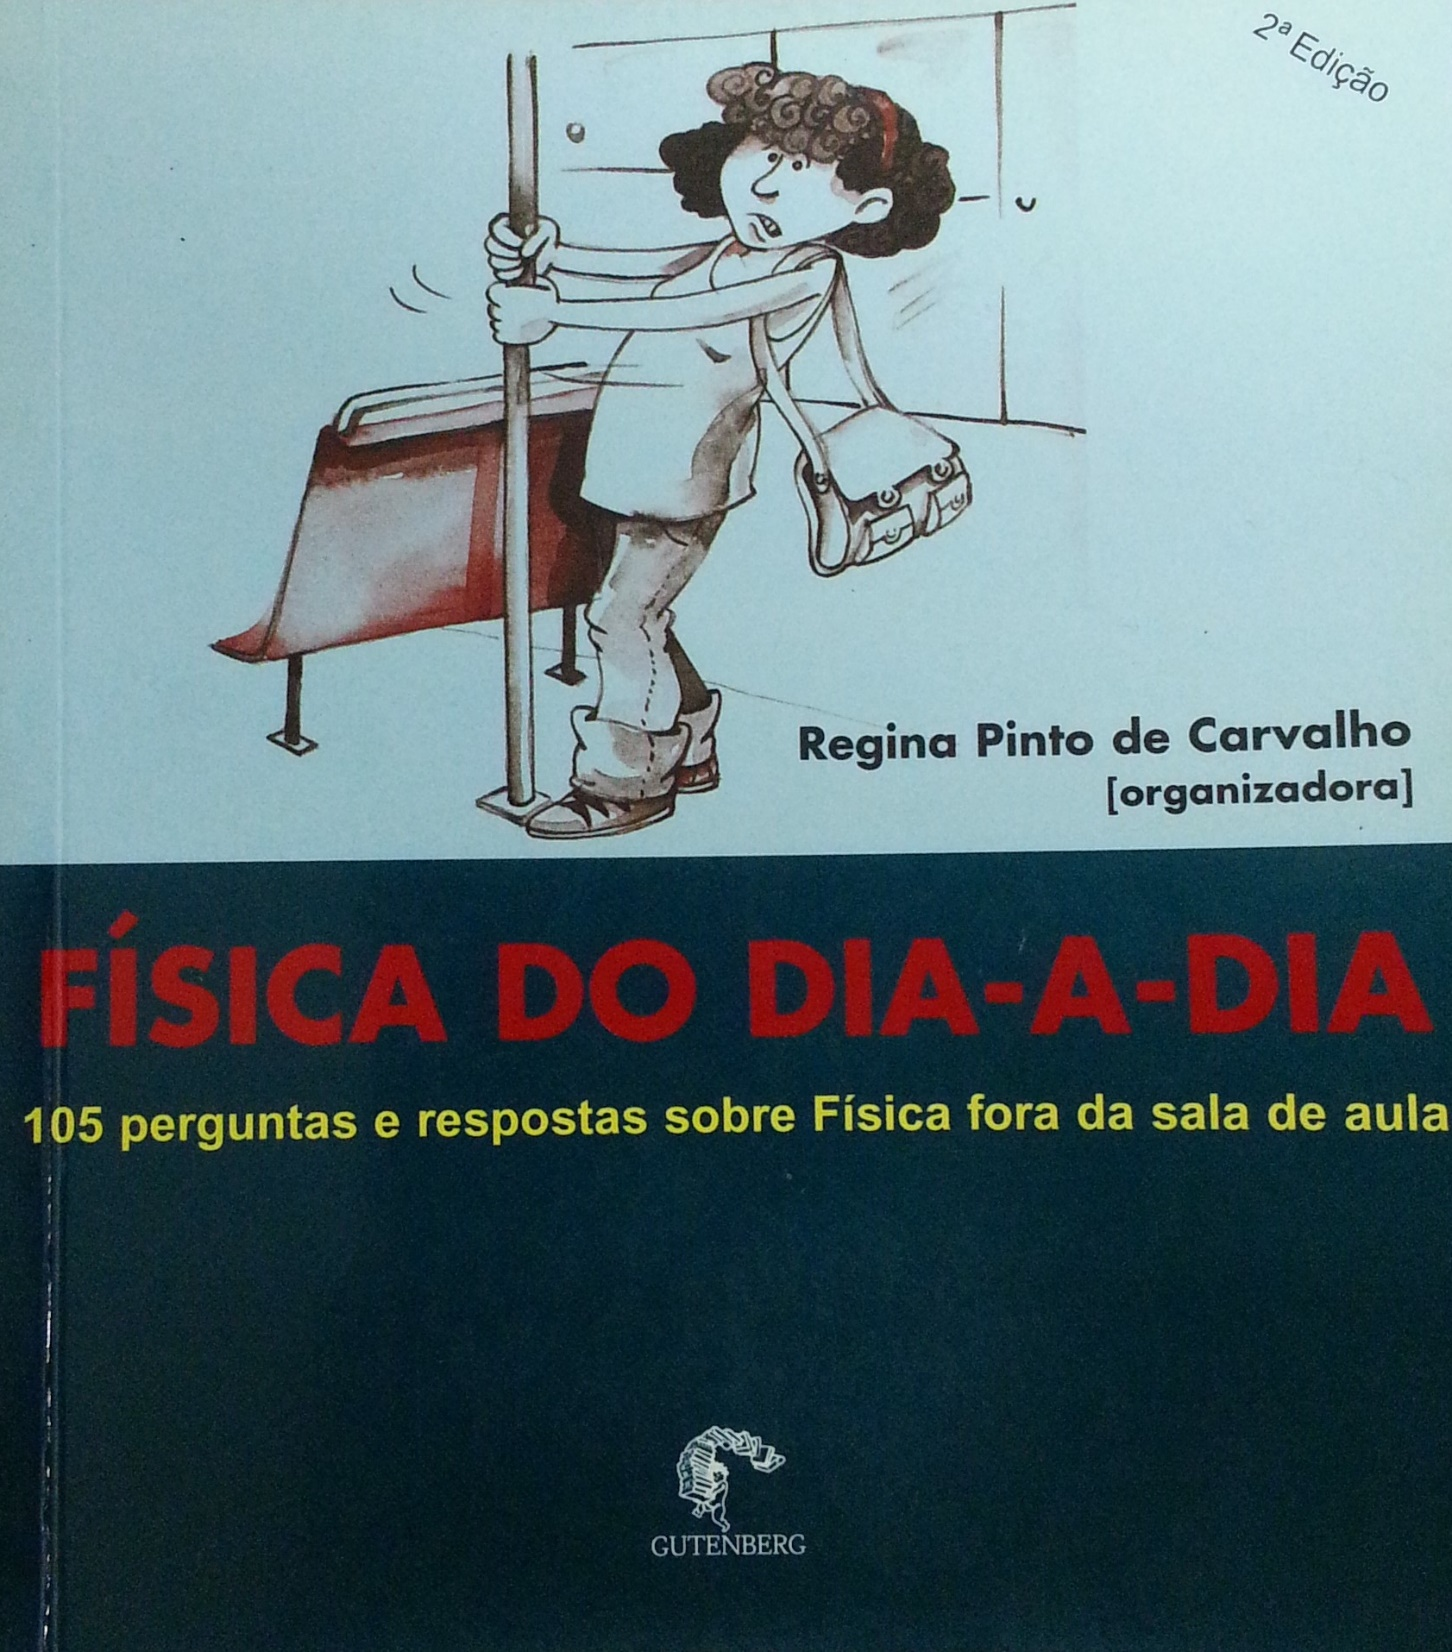 2ª Edição
Regina Pinto de Carvalho
[organizadora]
FÍSICA DO DIA-A-DIA
105 perguntas e respostas sobre Física fora da sala de aula
GUTENBERG